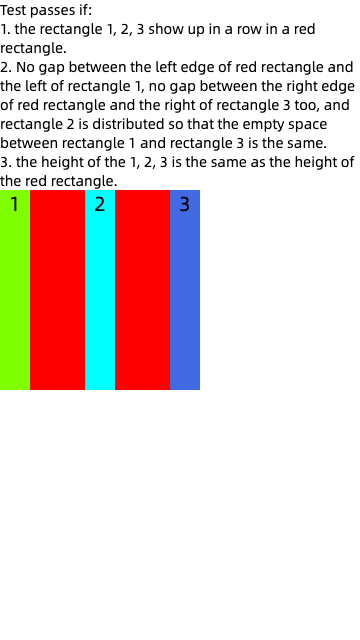 Test passes if:
1. the rectangle 1, 2, 3 show up in a row in a red
rectangle.
2. No gap between the left edge of red rectangle and
the left of rectangle 1, no gap between the right edge
of red rectangle and the right of rectangle 3 too, and
rectangle 2 is distributed so that the empty space
between rectangle 1 and rectangle 3 is the same.
3. the height of the 1, 2, 3 is the same as the height of
the red rectangle.
1 2 3